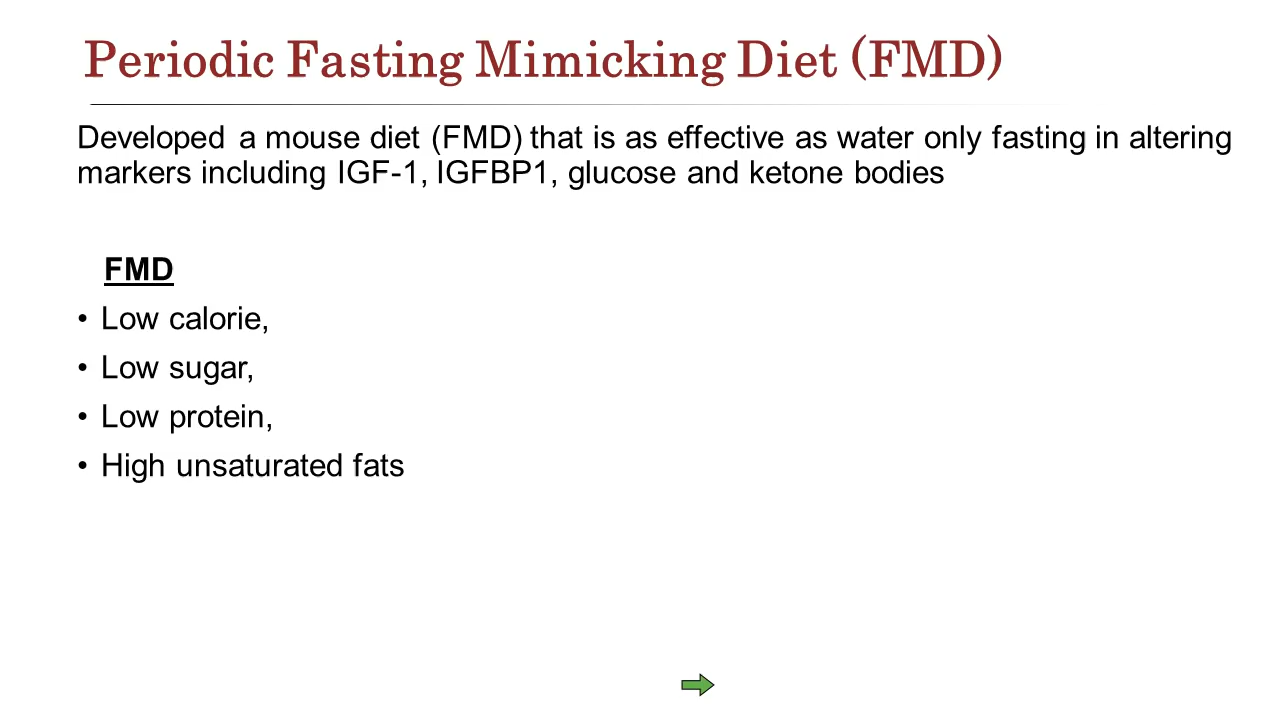 Periodic Fasting Mimicking Diet (FMD)
Developed a mouse diet (FMD) that is as effective as water only fasting in altering
markers including IGF-1, IGFBP1, glucose and ketone bodies
FMD
• Low calorie,
• Low sugar,
• Low protein,
• High unsaturated fats